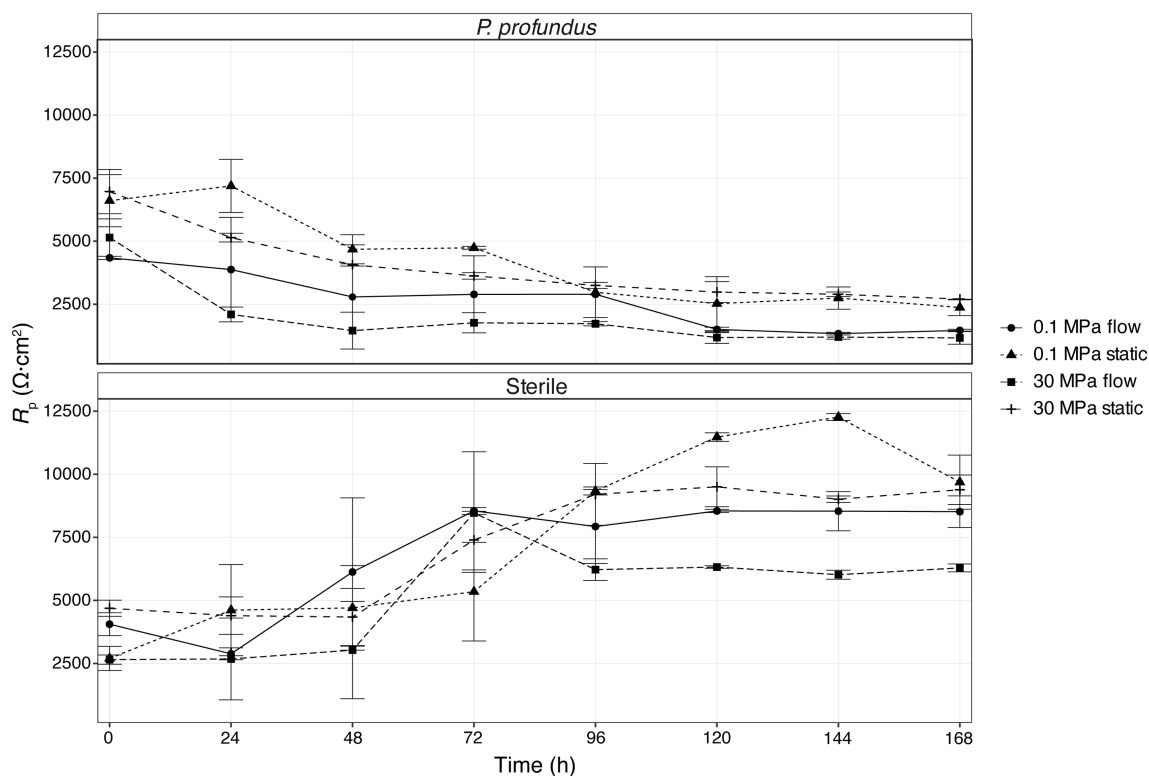 P. profundus
12500
10000
7500
5000
2500
Sterile
12500
10000
7500
5000
2500
Rp (Ω·cm²)
0 24 48 72 96 120 144 168
Time (h)
0.1 MPa flow
0.1 MPa static
30 MPa flow
30 MPa static